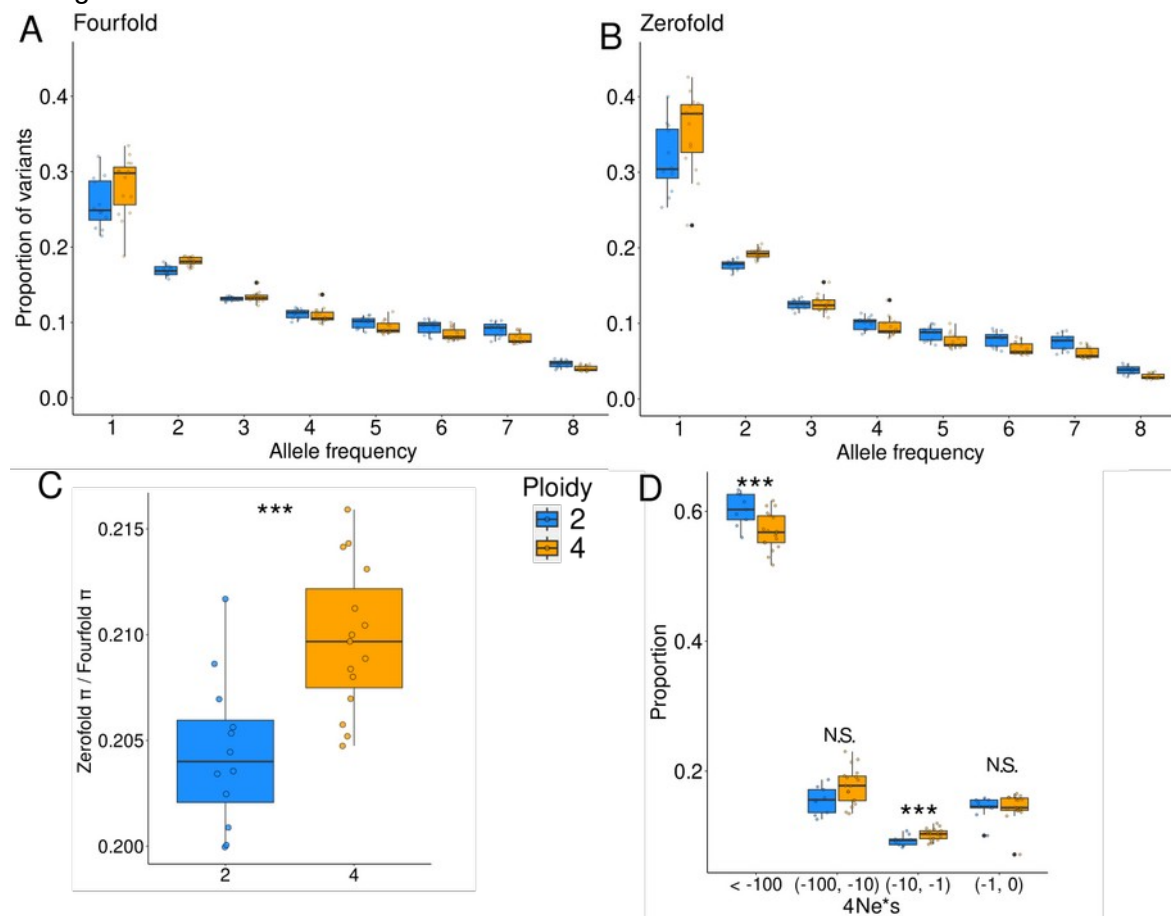 A Fourfold
B Zerofold
Proportion of variants
0.4
0.3
0.2
0.1
0.0
1 2 3 4 5 6 7 8
Allele frequency
0.4
0.3
0.2
0.1
0.0
1 2 3 4 5 6 7 8
Allele frequency
C
Zerofold π / Fourfold π
0.215
0.210
0.205
0.200
***
2 4
Ploidy
2
4
D
Proportion
0.6
0.4
0.2
***
N.S.
***
N.S.
< -100 (-100, -10) (-10, -1) (-1, 0)
4Ne*s